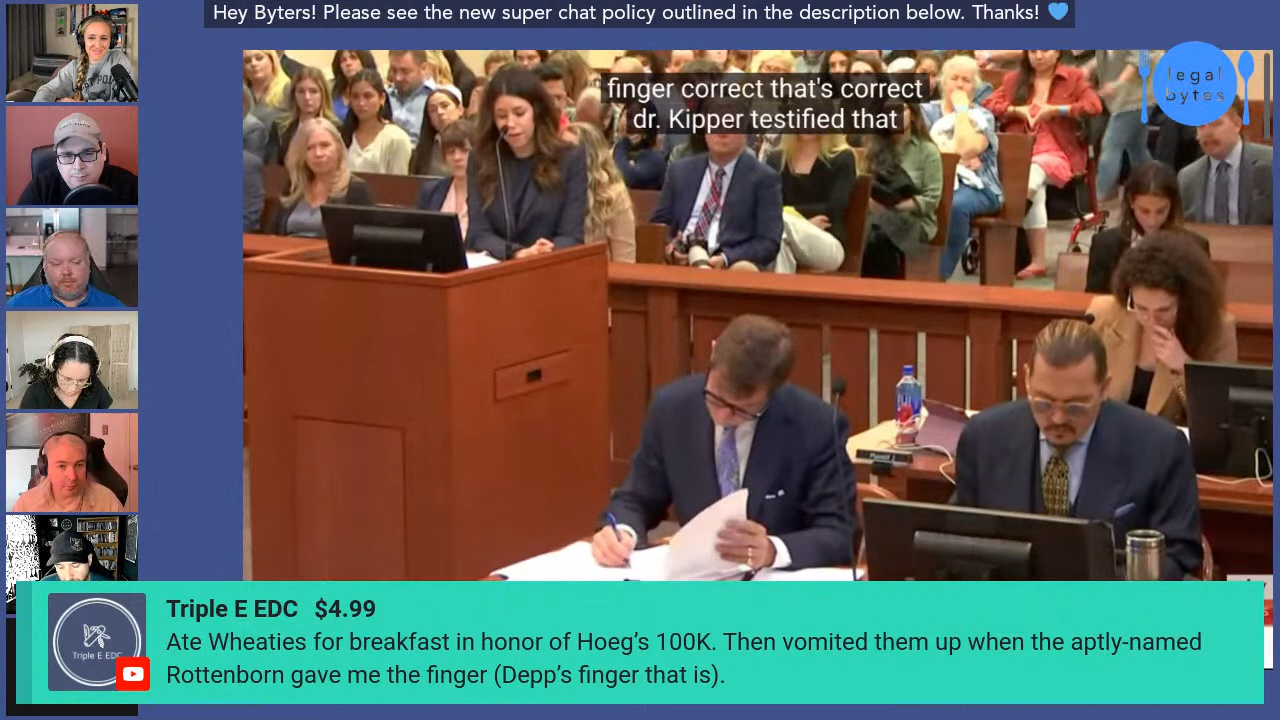 Hey Byters! Please see the new super chat policy outlined in the description below. Thanks! 💙
legal
bytes
finger correct that's correct
dr. Kipper testified that
Triple E EDC $4.99
Ate Wheaties for breakfast in honor of Hoeg’s 100K. Then vomited them up when the aptly-named
Rottenborn gave me the finger (Depp’s finger that is).
Triple E EDC